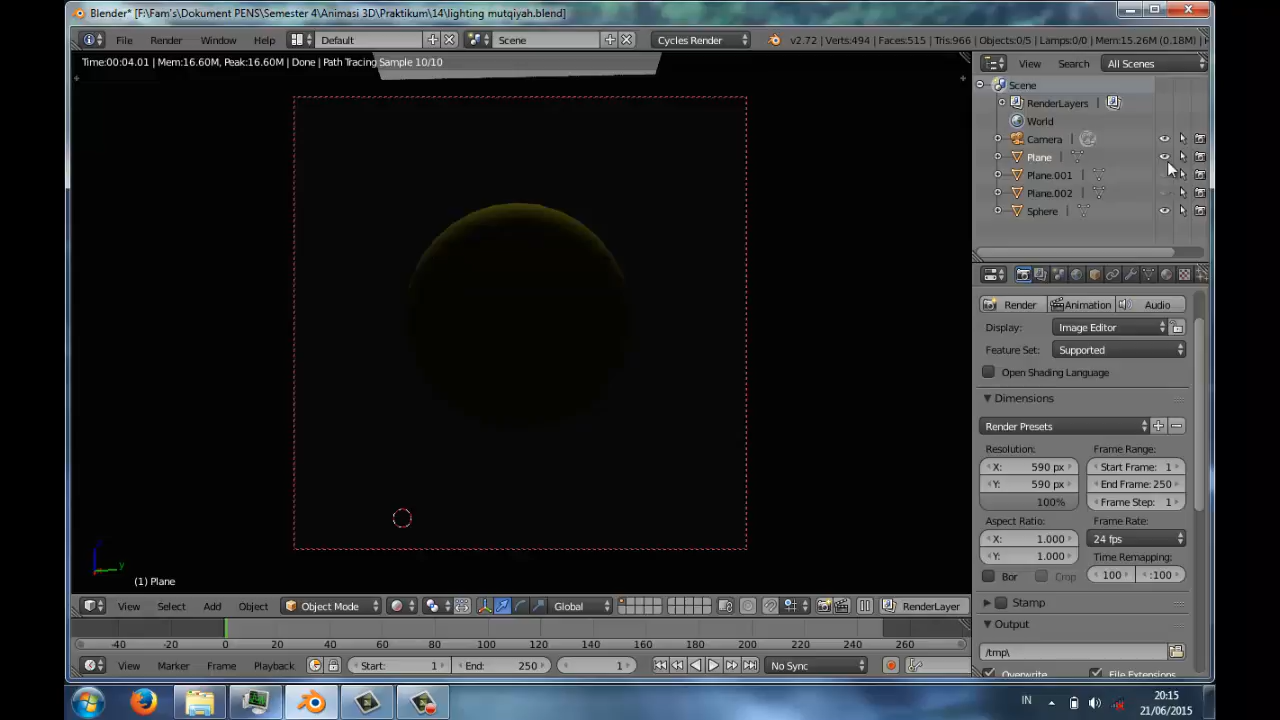 Blender* [F:\Fam's\Dokument PENS\Semester 4\Animasi 3D\Praktikum\14\lighting mutqiyah.blend]
File Render Window Help Default Scene Cycles Render v2.72 | Verts:494 | Faces:515 | Tris:966 | Objects:0/5 | Lamps:0/0 | Mem:15.26M (0.18M) |
Time:00:04.01 | Mem:16.60M, Peak:16.60M | Done | Path Tracing Sample 10/10
View Search All Scenes
Scene
RenderLayers |
World
Camera |
Plane |
Plane.001 |
Plane.002 |
Sphere |
Render Animation Audio
Display: Image Editor
Feature Set: Supported
Open Shading Language
Dimensions
Render Presets
Resolution: Frame Range:
X: 590 px Start Frame: 1
Y: 590 px End Frame: 250
100% Frame Step: 1
Aspect Ratio: Frame Rate:
X: 1.000 24 fps
Y: 1.000 Time Remapping:
Bor Crop 100 :100
Stamp
Output
/tmp\
Overwrite File Extensions
z
y
(1) Plane
View Select Add Object Object Mode Global RenderLayer
-40 -20 0 20 40 60 80 100 120 140 160 180 200 220 240 260
View Marker Frame Playback Start: 1 End: 250 1 No Sync
IN 20:15
21/06/2015